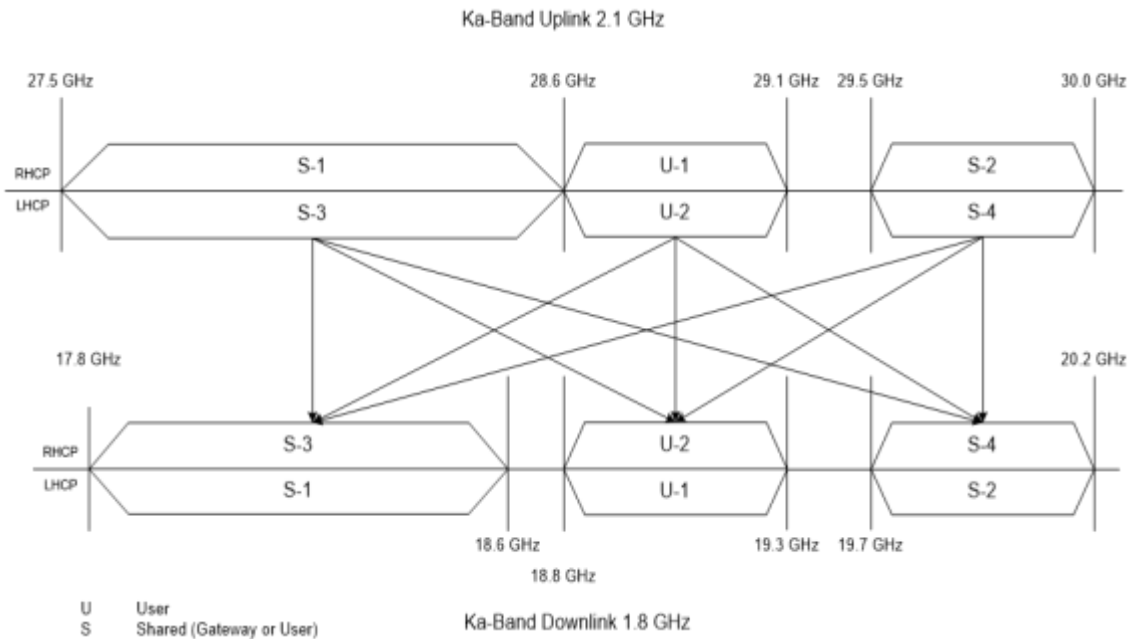 Ka-Band Uplink 2.1 GHz
27.5 GHz 28.6 GHz 29.1 GHz 29.5 GHz 30.0 GHz
S-1 U-1 S-2
RHCP
LHCP
S-3 U-2 S-4
17.8 GHz 20.2 GHz
S-3 U-2 S-4
RHCP
LHCP
S-1 U-1 S-2
18.6 GHz 19.3 GHz 19.7 GHz
18.8 GHz
U User
S Shared (Gateway or User)
Ka-Band Downlink 1.8 GHz